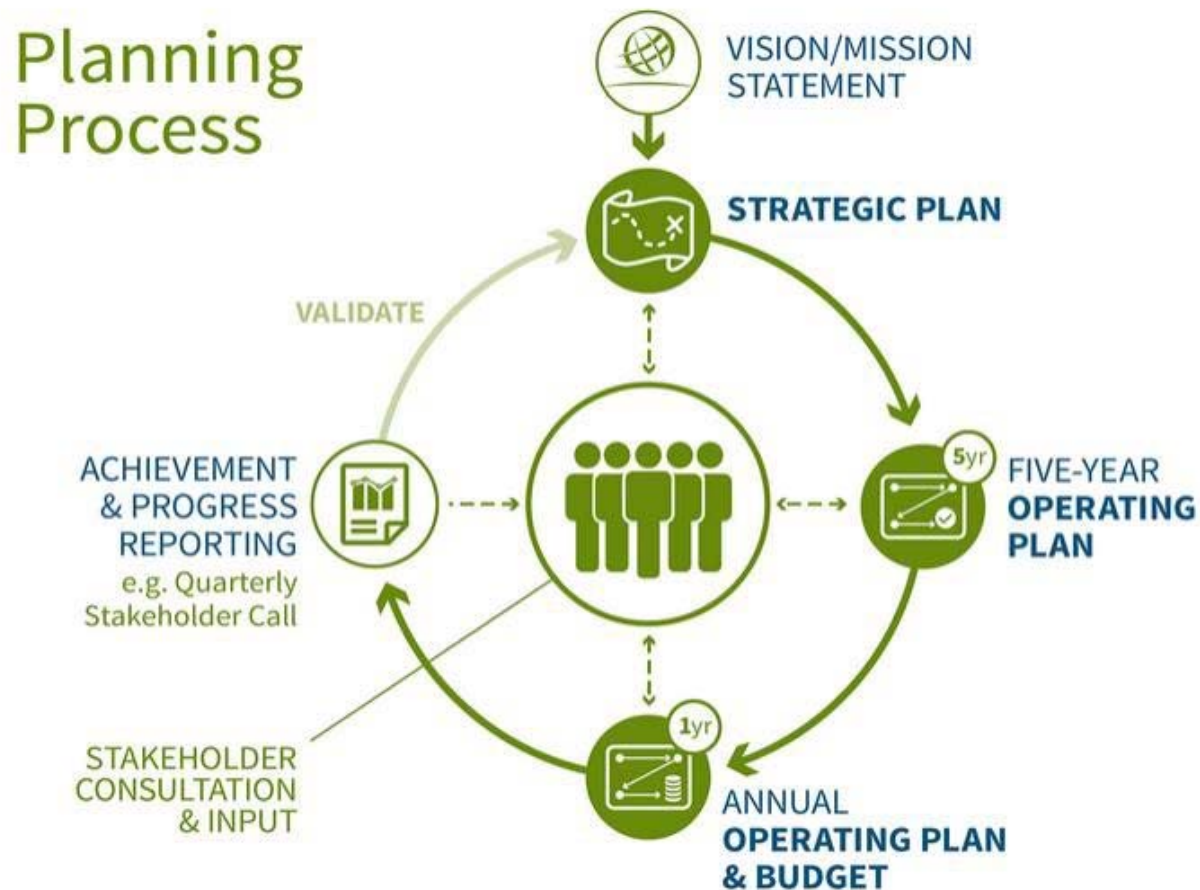 Planning
Process
VISION/MISSION
STATEMENT
STRATEGIC PLAN
VALIDATE
5yr
FIVE-YEAR
OPERATING
PLAN
ACHIEVEMENT
& PROGRESS
REPORTING
e.g. Quarterly
Stakeholder Call
STAKEHOLDER
CONSULTATION
& INPUT
1yr
ANNUAL
OPERATING PLAN
& BUDGET